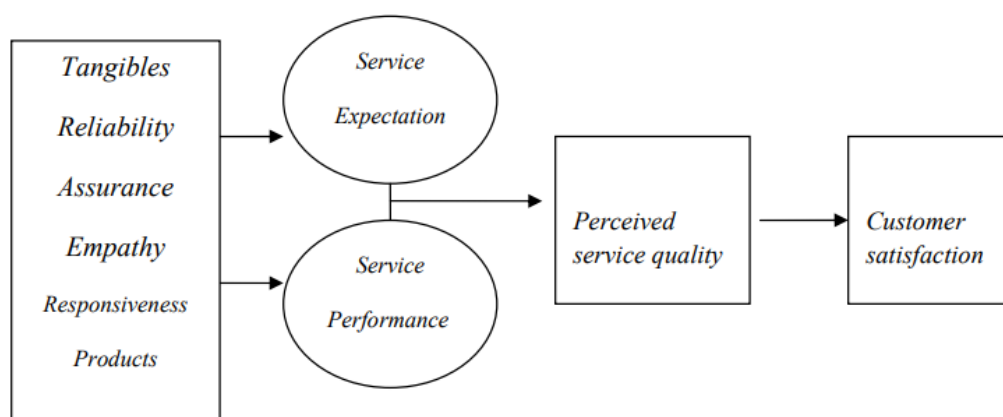 Tangibles
Reliability
Assurance
Empathy
Responsiveness
Products
Service
Expectation
Service
Performance
Perceived
service quality
Customer
satisfaction